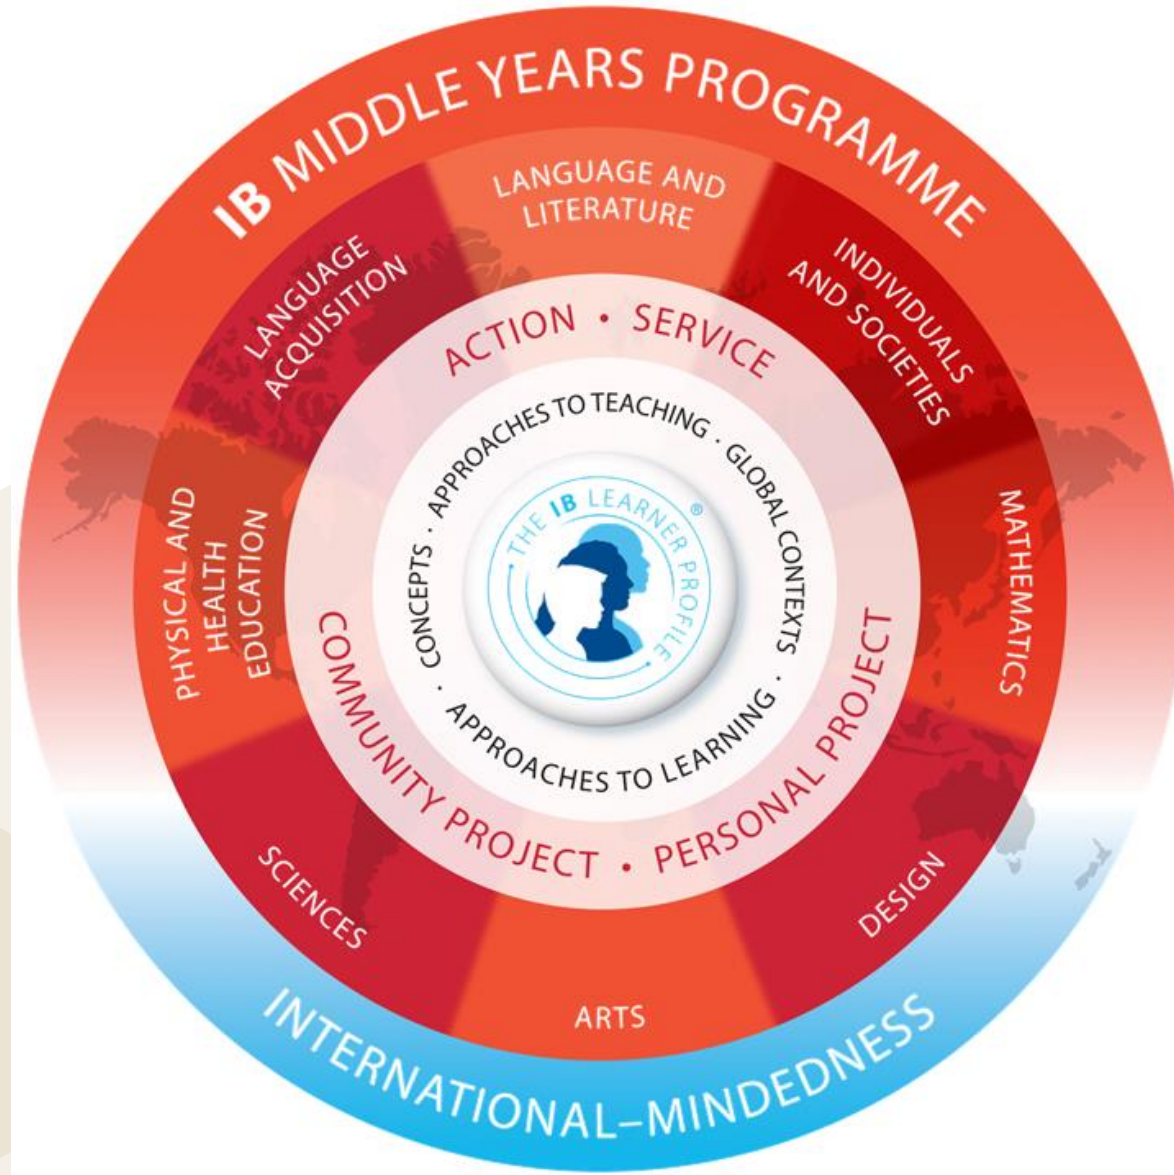 IB MIDDLE YEARS PROGRAMME
LANGUAGE AND
LITERATURE
INDIVIDUALS
AND SOCIETIES
MATHEMATICS
DESIGN
ARTS
SCIENCES
PHYSICAL AND
HEALTH
EDUCATION
LANGUAGE
ACQUISITION
ACTION · SERVICE
COMMUNITY PROJECT · PERSONAL PROJECT
APPROACHES TO TEACHING · GLOBAL CONTEXTS ·
APPROACHES TO LEARNING · CONCEPTS ·
THE IB LEARNER PROFILE ®
INTERNATIONAL–MINDEDNESS